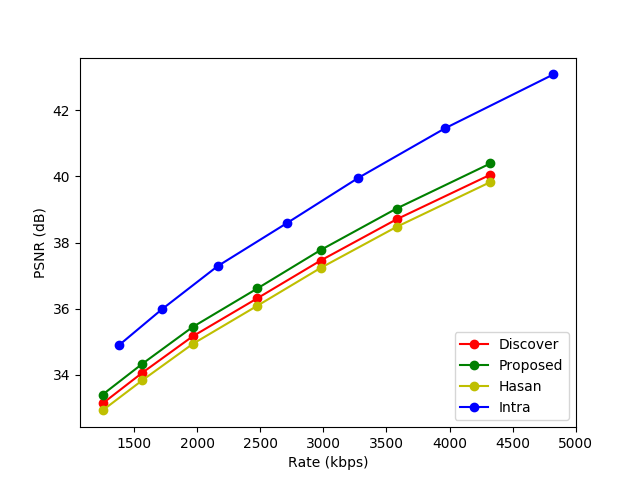 42
40
38
36
34
PSNR (dB)
Discover
Proposed
Hasan
Intra
1500 2000 2500 3000 3500 4000 4500 5000
Rate (kbps)